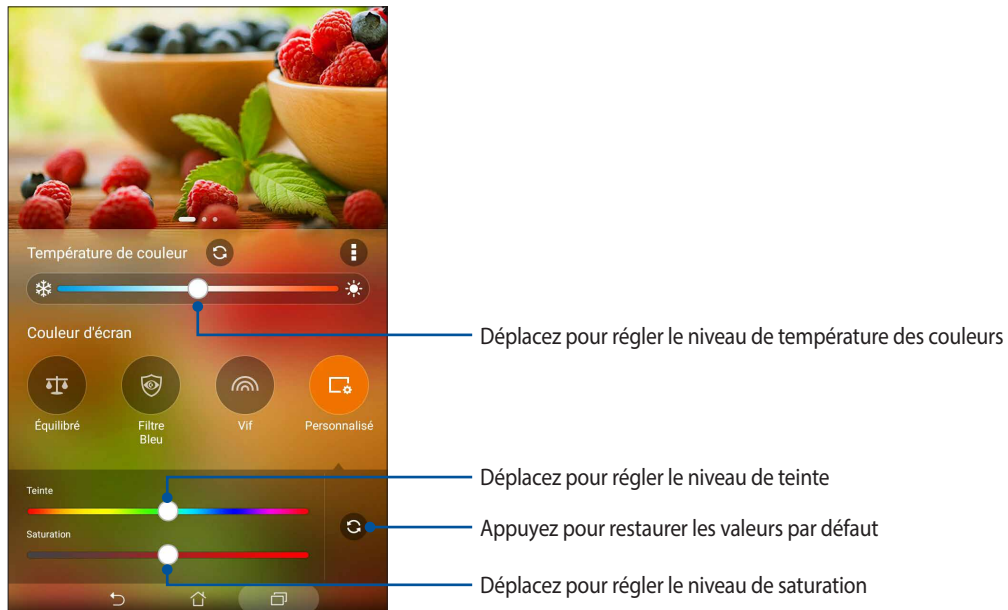 Température de couleur
Déplacez pour régler le niveau de température des couleurs
Couleur d'écran
Équilibré
Filtre
Bleu
Vif
Personnalisé
Déplacez pour régler le niveau de teinte
Teinte
Appuyez pour restaurer les valeurs par défaut
Saturation
Déplacez pour régler le niveau de saturation